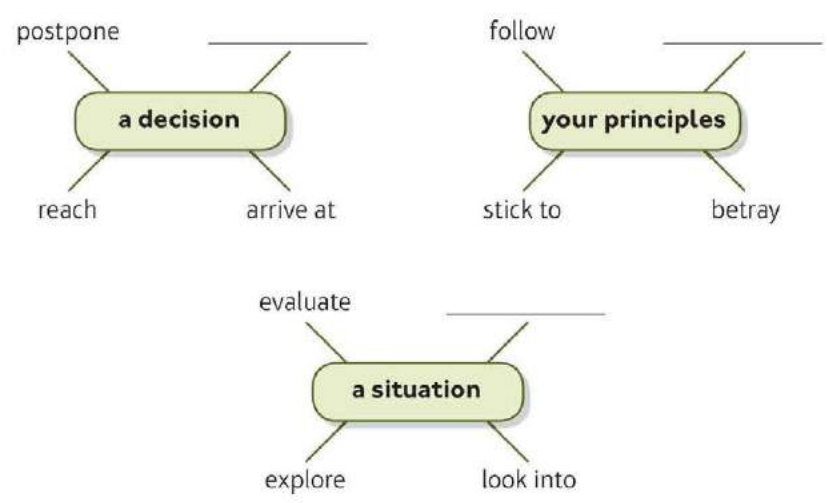 postpone
follow
a decision
your principles
reach
arrive at
stick to
betray
evaluate
a situation
explore
look into